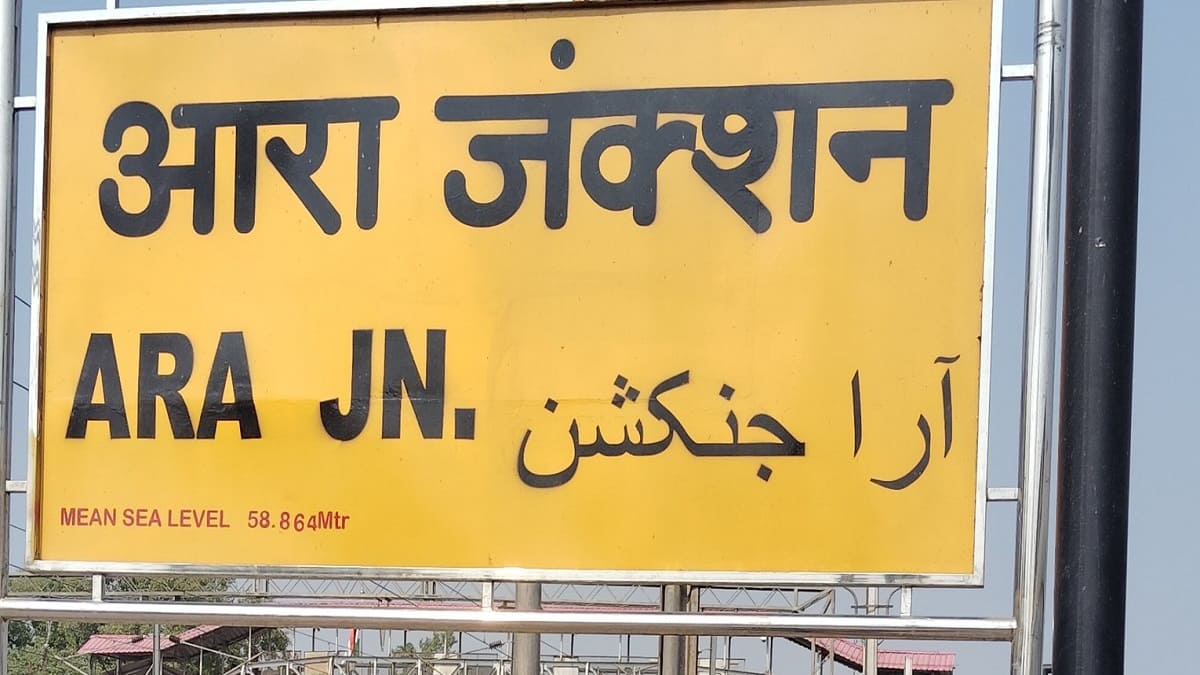 आरा जंक्शन
ARA JN.
آرا جنکشن
MEAN SEA LEVEL 58.864Mtr